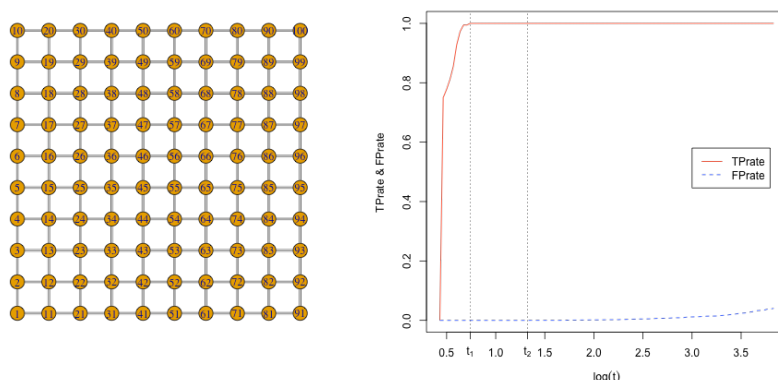 10 20 30 40 50 60 70 80 90 100
9 19 29 39 49 59 69 79 89 99
8 18 28 38 48 58 68 78 88 98
7 17 27 37 47 57 67 77 87 97
6 16 26 36 46 56 66 76 86 96
5 15 25 35 45 55 65 75 85 95
4 14 24 34 44 54 64 74 84 94
3 13 23 33 43 53 63 73 83 93
2 12 22 32 42 52 62 72 82 92
1 11 21 31 41 51 61 71 81 91
TPrate & FPrate
1.0
0.8
0.6
0.4
0.2
0.0
TPrate
FPrate
0.5 t₁ 1.0 t₂ 1.5 2.0 2.5 3.0 3.5
log(t)